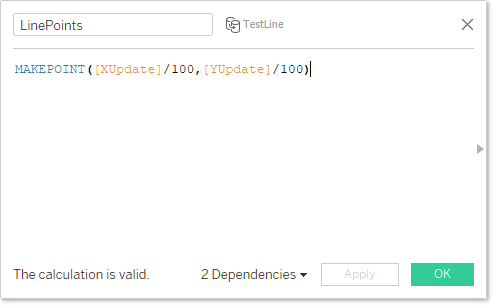 LinePoints
TestLine
MAKEPOINT([XUpdate]/100,[YUpdate]/100)
The calculation is valid.
2 Dependencies
Apply
OK